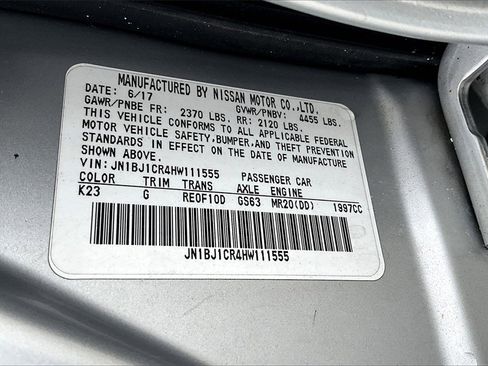 MANUFACTURED BY NISSAN MOTOR CO.,LTD.
DATE: 6/17 GVWR/PNBV: 4455 LBS.
GAWR/PNBE FR: 2370 LBS. RR: 2120 LBS.
THIS VEHICLE CONFORMS TO ALL APPLICABLE FEDERAL
MOTOR VEHICLE SAFETY,BUMPER,AND THEFT PREVENTION
STANDARDS IN EFFECT ON THE DATE OF MANUFACTURE
SHOWN ABOVE.
VIN: JN1BJ1CR4HW111555 PASSENGER CAR
COLOR TRIM TRANS AXLE ENGINE
K23 G RE0F10D GS63 MR20(DD) 1997CC
JN1BJ1CR4HW111555